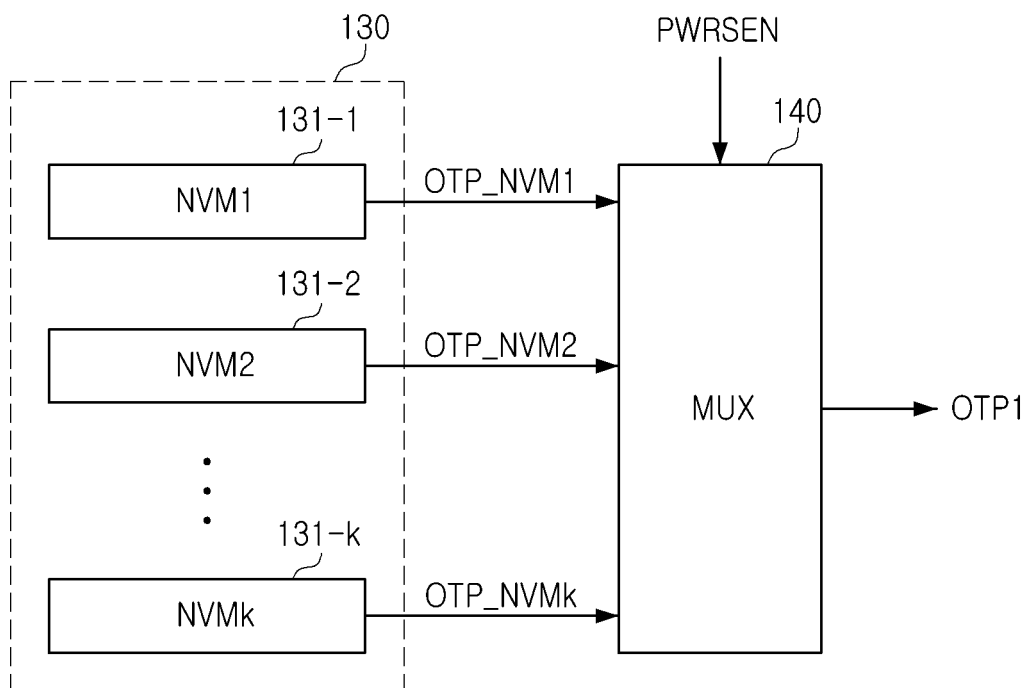 130
PWRSEN
131-1
140
NVM1
OTP_NVM1
131-2
NVM2
OTP_NVM2
MUX
OTP1
131-k
NVMk
OTP_NVMk